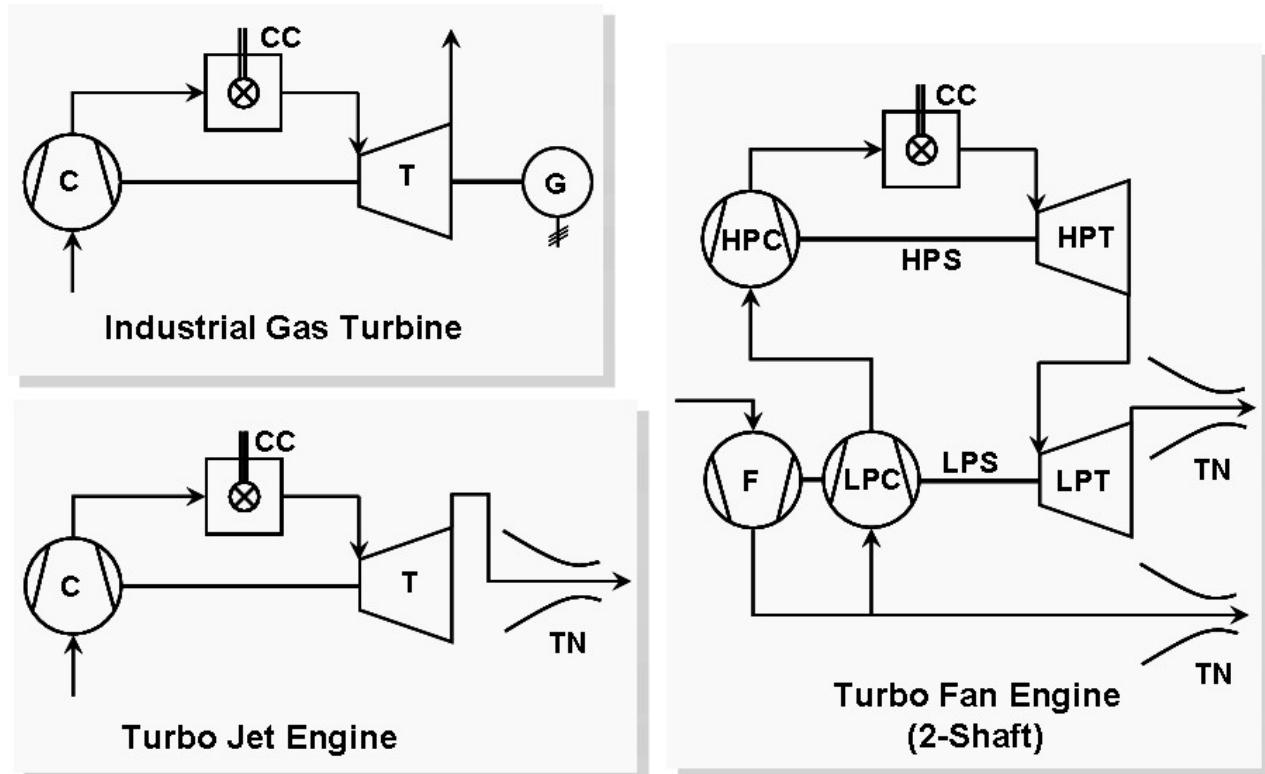 CC
C
T
G
Industrial Gas Turbine
CC
C
T
TN
Turbo Jet Engine
CC
HPC
HPS
HPT
F
LPC
LPS
LPT
TN
TN
Turbo Fan Engine
(2-Shaft)